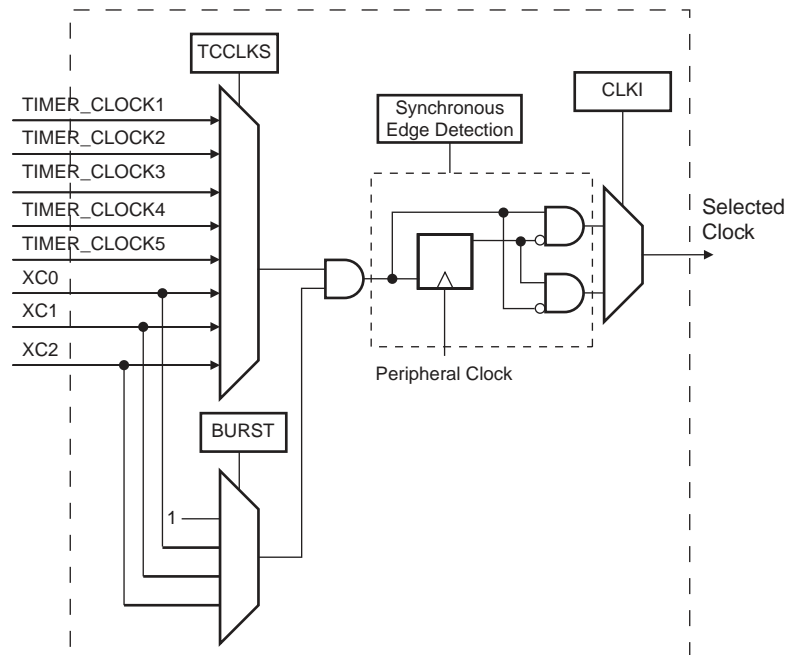 TCCLKS
TIMER_CLOCK1
TIMER_CLOCK2
TIMER_CLOCK3
TIMER_CLOCK4
TIMER_CLOCK5
XC0
XC1
XC2
Synchronous
Edge Detection
CLKI
Selected
Clock
Peripheral Clock
BURST
1